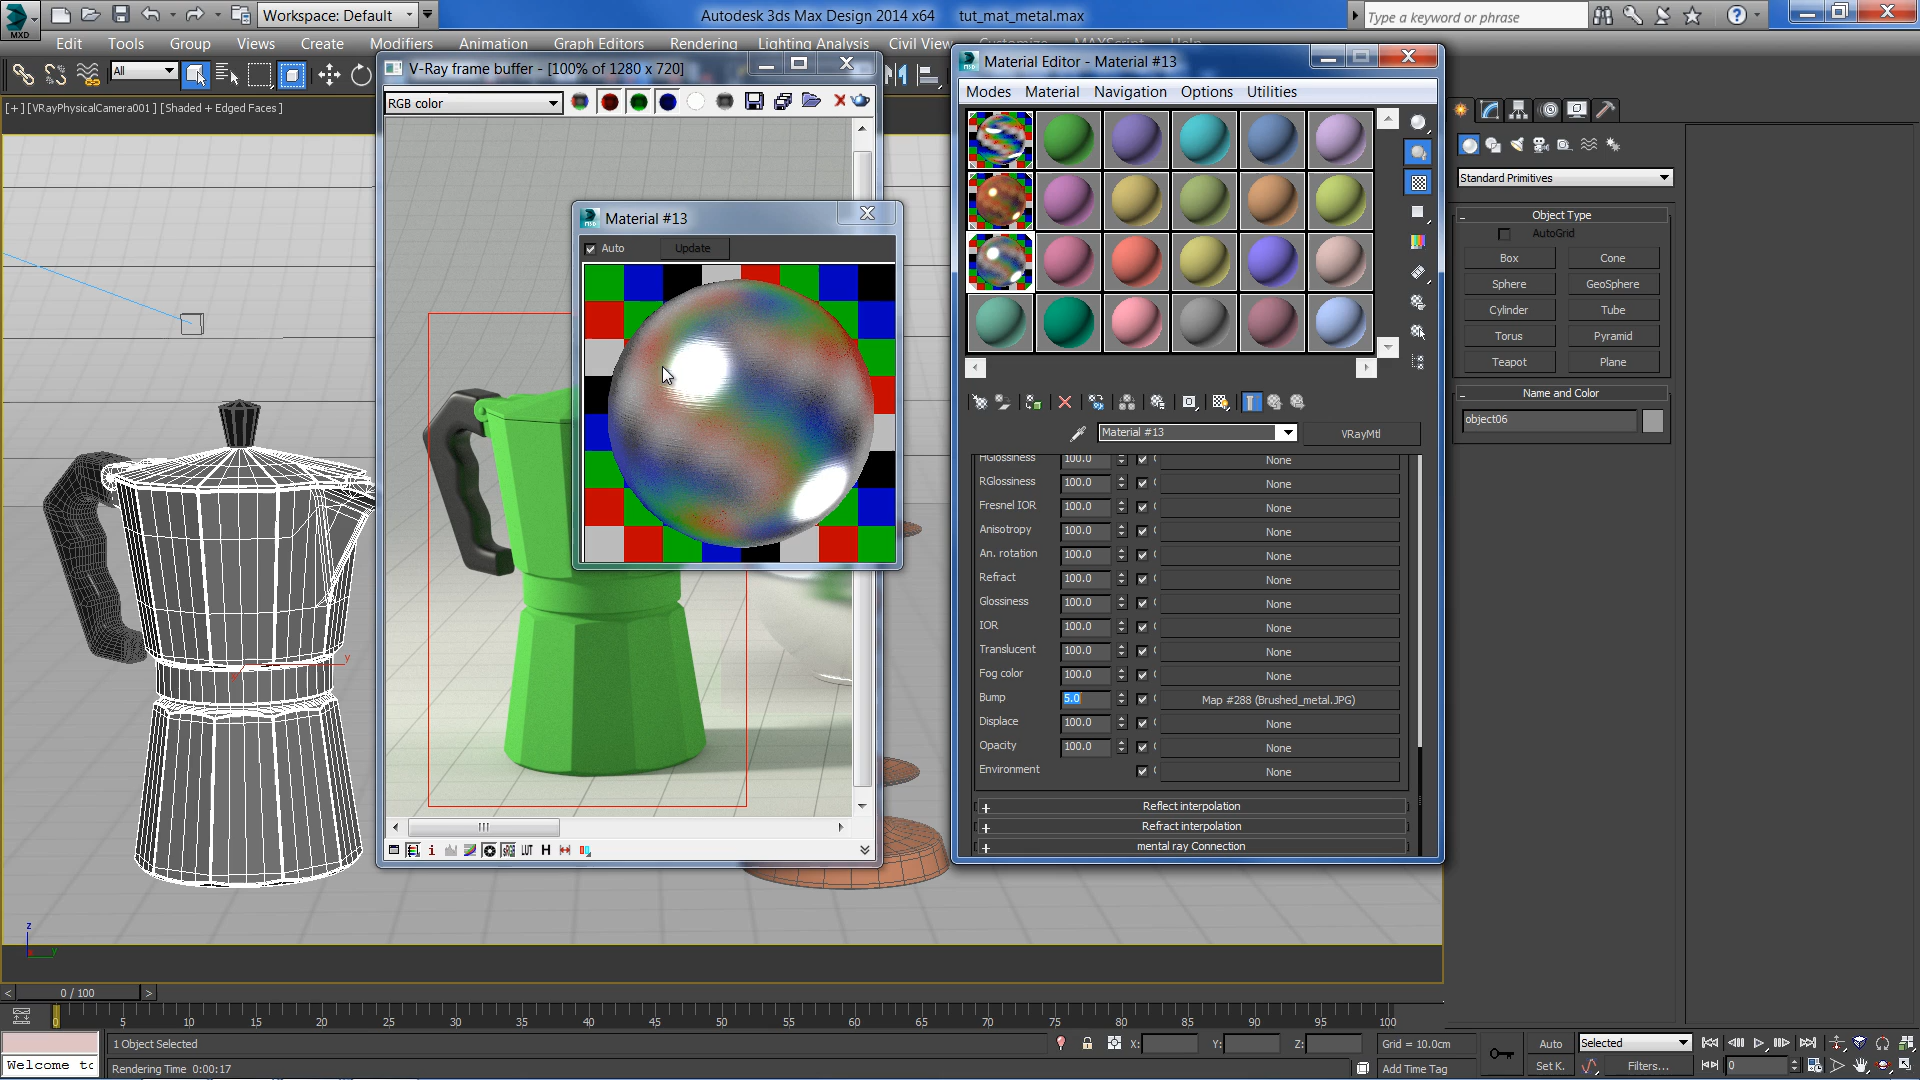 MXD
Workspace: Default
Autodesk 3ds Max Design 2014 x64 tut_mat_metal.max
Type a keyword or phrase
Edit Tools Group Views Create Modifiers Animation Graph Editors Rendering Lighting Analysis Civil View Customize MAXScript Help
All
[+] [VRayPhysicalCamera001 ] [Shaded + Edged Faces ]
V-Ray frame buffer - [100% of 1280 x 720]
RGB color
Material #13
Auto Update
LUT H
Material Editor - Material #13
Modes Material Navigation Options Utilities
Material #13 VRayMtl
HGlossiness 100.0 None
RGlossiness 100.0 None
Fresnel IOR 100.0 None
Anisotropy 100.0 None
An. rotation 100.0 None
Refract 100.0 None
Glossiness 100.0 None
IOR 100.0 None
Translucent 100.0 None
Fog color 100.0 None
Bump 5.0 Map #288 (Brushed_metal.JPG)
Displace 100.0 None
Opacity 100.0 None
Environment None
+ Reflect interpolation
+ Refract interpolation
+ mental ray Connection
Standard Primitives
- Object Type
AutoGrid
Box Cone
Sphere GeoSphere
Cylinder Tube
Torus Pyramid
Teapot Plane
- Name and Color
object06
z
y
y
< 0 / 100 >
0 5 10 15 20 25 30 35 40 45 50 55 60 65 70 75 80 85 90 95 100
1 Object Selected X: Y: Z: Grid = 10.0cm Auto Selected
Welcome to Rendering Time 0:00:17 Add Time Tag Set K. Filters... 0